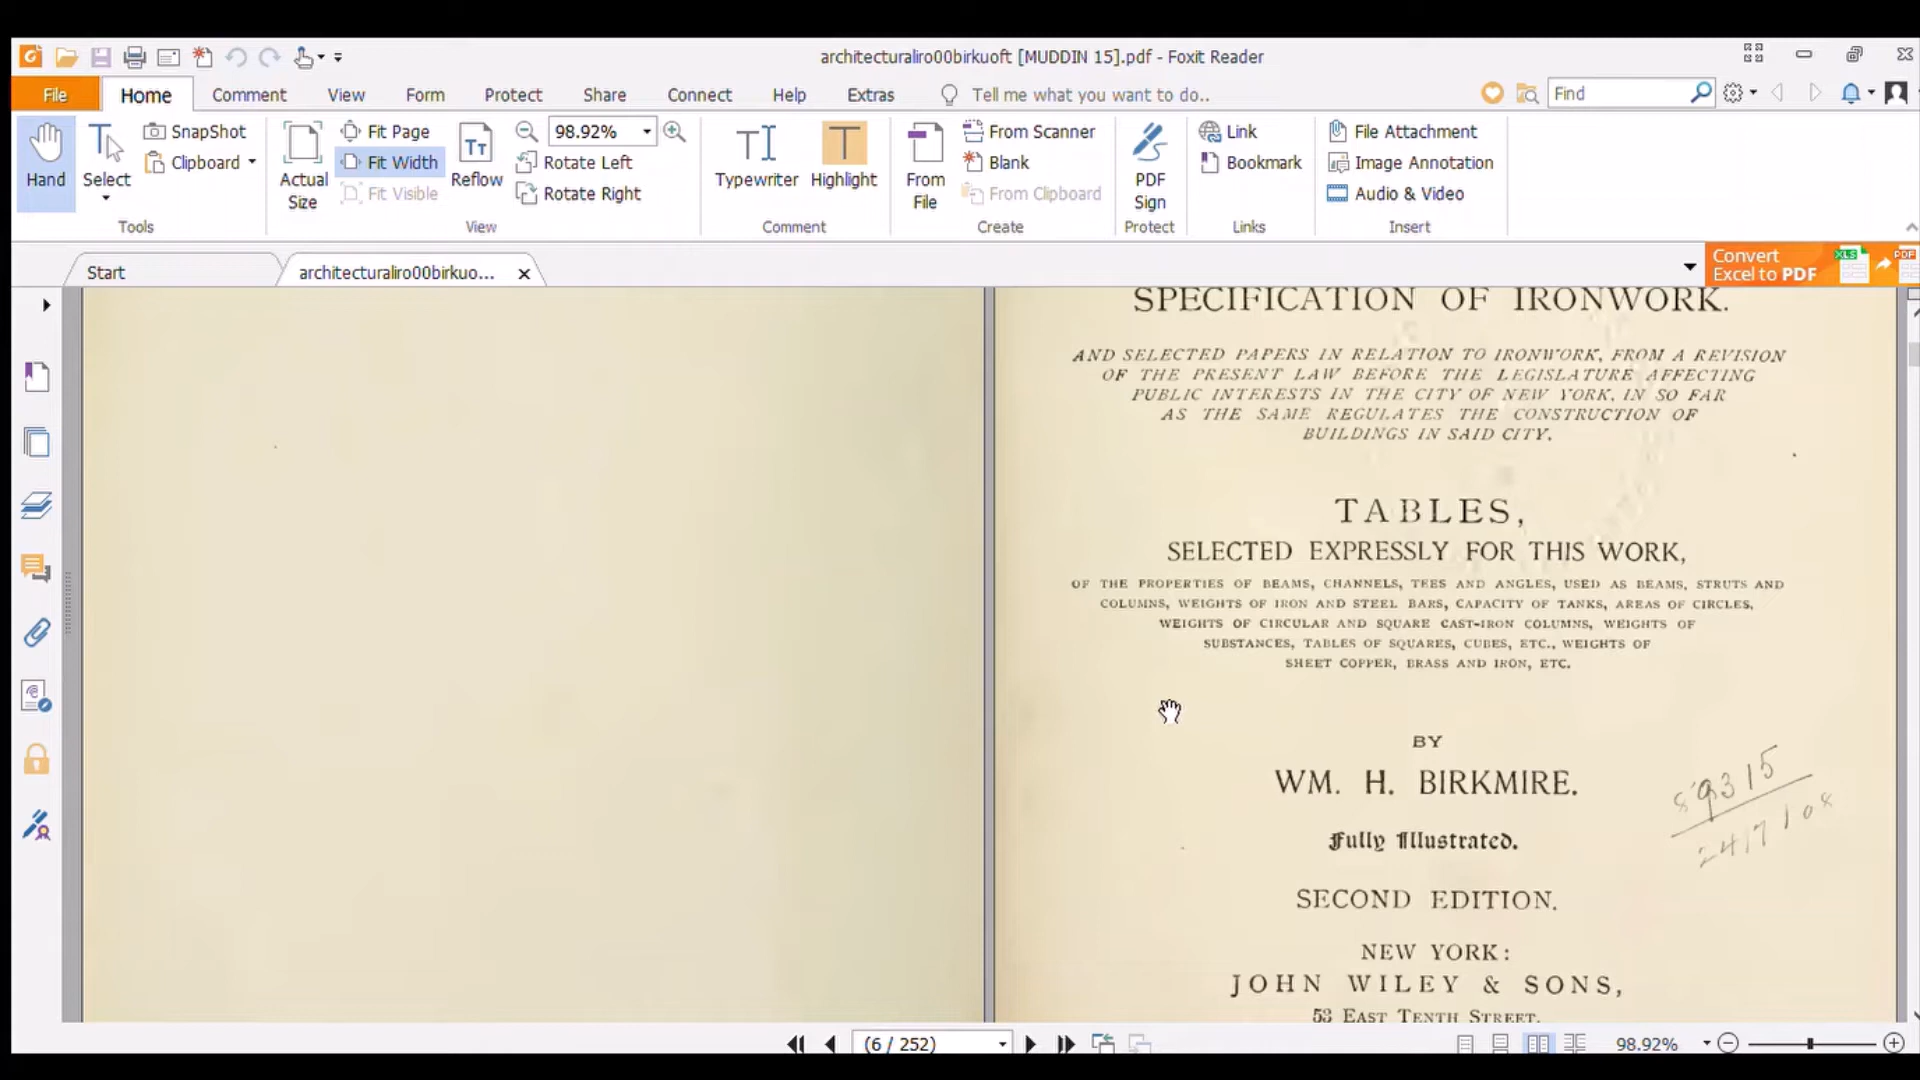 architecturaliro00birkuoft [MUDDIN 15].pdf - Foxit Reader
File Home Comment View Form Protect Share Connect Help Extras Tell me what you want to do.. Find
Hand
Select
SnapShot
Clipboard
Tools
Actual Size
Fit Page
Fit Width
Fit Visible
Reflow
98.92%
Rotate Left
Rotate Right
View
Typewriter
Highlight
Comment
From File
From Scanner
Blank
From Clipboard
Create
PDF Sign
Protect
Link
Bookmark
Links
File Attachment
Image Annotation
Audio & Video
Insert
Start
architecturaliro00birkuo...
Convert
Excel to PDF
XLS
PDF
SPECIFICATION OF IRONWORK.
AND SELECTED PAPERS IN RELATION TO IRONWORK, FROM A REVISION
OF THE PRESENT LAW BEFORE THE LEGISLATURE AFFECTING
PUBLIC INTERESTS IN THE CITY OF NEW YORK, IN SO FAR
AS THE SAME REGULATES THE CONSTRUCTION OF
BUILDINGS IN SAID CITY.
TABLES,
SELECTED EXPRESSLY FOR THIS WORK,
OF THE PROPERTIES OF BEAMS, CHANNELS, TEES AND ANGLES, USED AS BEAMS, STRUTS AND
COLUMNS, WEIGHTS OF IRON AND STEEL BARS, CAPACITY OF TANKS, AREAS OF CIRCLES,
WEIGHTS OF CIRCULAR AND SQUARE CAST-IRON COLUMNS, WEIGHTS OF
SUBSTANCES, TABLES OF SQUARES, CUBES, ETC., WEIGHTS OF
SHEET COPPER, BRASS AND IRON, ETC.
BY
WM. H. BIRKMIRE.
89315
Fully Illustrated.
SECOND EDITION.
NEW YORK:
JOHN WILEY & SONS,
53 EAST TENTH STREET.
(6 / 252)
98.92%